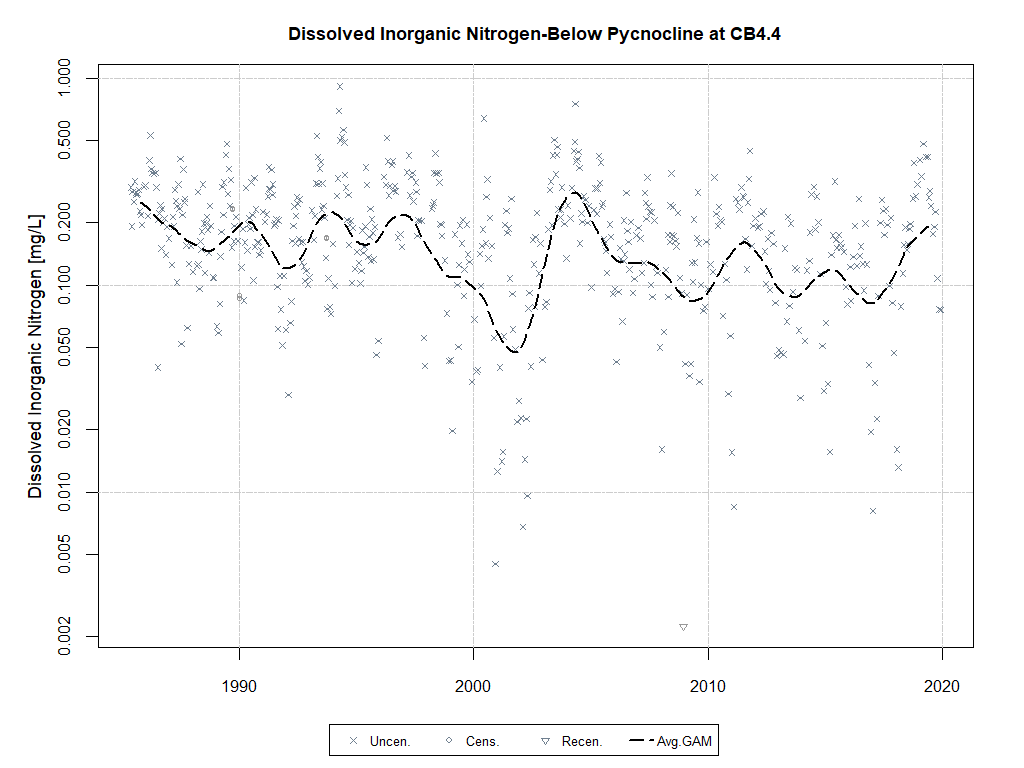 Dissolved Inorganic Nitrogen-Below Pycnocline at CB4.4
Dissolved Inorganic Nitrogen [mg/L]
1.000
0.500
0.200
0.100
0.050
0.020
0.010
0.005
0.002
1990 2000 2010 2020
Uncen. Cens. Recen. Avg.GAM